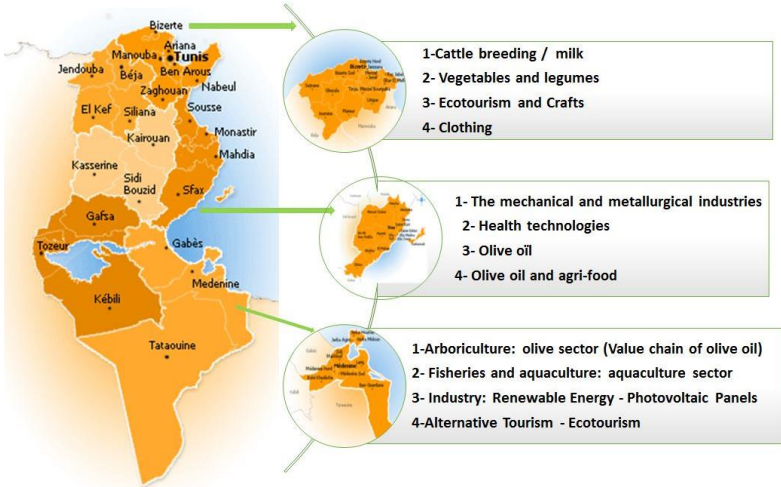 Bizerte
Ariana
Manouba
Tunis
Jendouba
Béja
Ben Arous
Nabeul
Zaghouan
Sousse
El Kef
Siliana
Monastir
Kairouan
Mahdia
Kasserine
Sidi
Bouzid
Sfax
Gafsa
Tozeur
Gabès
Medenine
Kébili
Tataouine
1-Cattle breeding / milk
2- Vegetables and legumes
3- Ecotourism and Crafts
4- Clothing
1- The mechanical and metallurgical industries
2- Health technologies
3- Olive oïl
4- Olive oil and agri-food
1-Arboriculture: olive sector (Value chain of olive oil)
2- Fisheries and aquaculture: aquaculture sector
3- Industry: Renewable Energy - Photovoltaic Panels
4-Alternative Tourism - Ecotourism